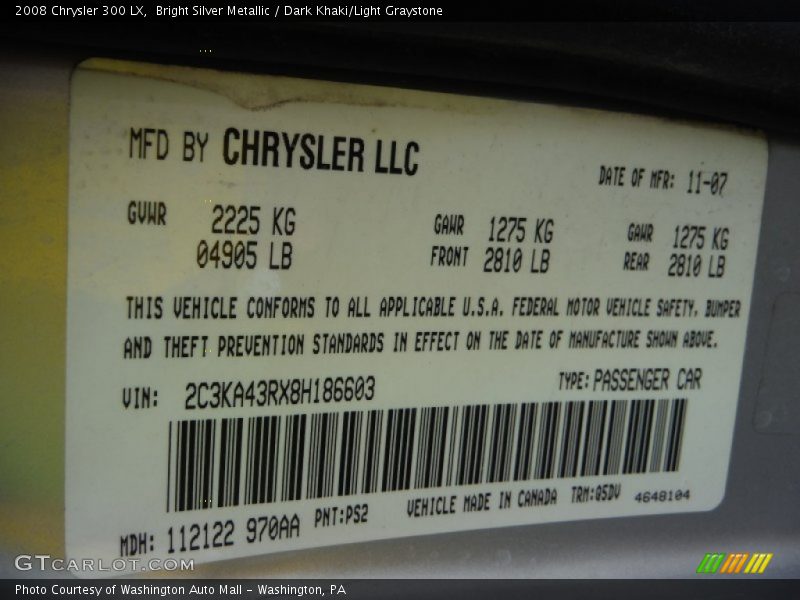 2008 Chrysler 300 LX,  Bright Silver Metallic / Dark Khaki/Light Graystone
MFD BY CHRYSLER LLC
DATE OF MFR: 11-07
GVWR 2225 KG GAWR 1275 KG GAWR 1275 KG
04905 LB FRONT 2810 LB REAR 2810 LB
THIS VEHICLE CONFORMS TO ALL APPLICABLE U.S.A. FEDERAL MOTOR VEHICLE SAFETY, BUMPER
AND THEFT PREVENTION STANDARDS IN EFFECT ON THE DATE OF MANUFACTURE SHOWN ABOVE.
VIN: 2C3KA43RX8H186603 TYPE: PASSENGER CAR
MDH: 112122 970AA PNT:PS2 VEHICLE MADE IN CANADA TRM:Q5DV 4648104
GTCarLot.com
Photo Courtesy of Washington Auto Mall - Washington, PA